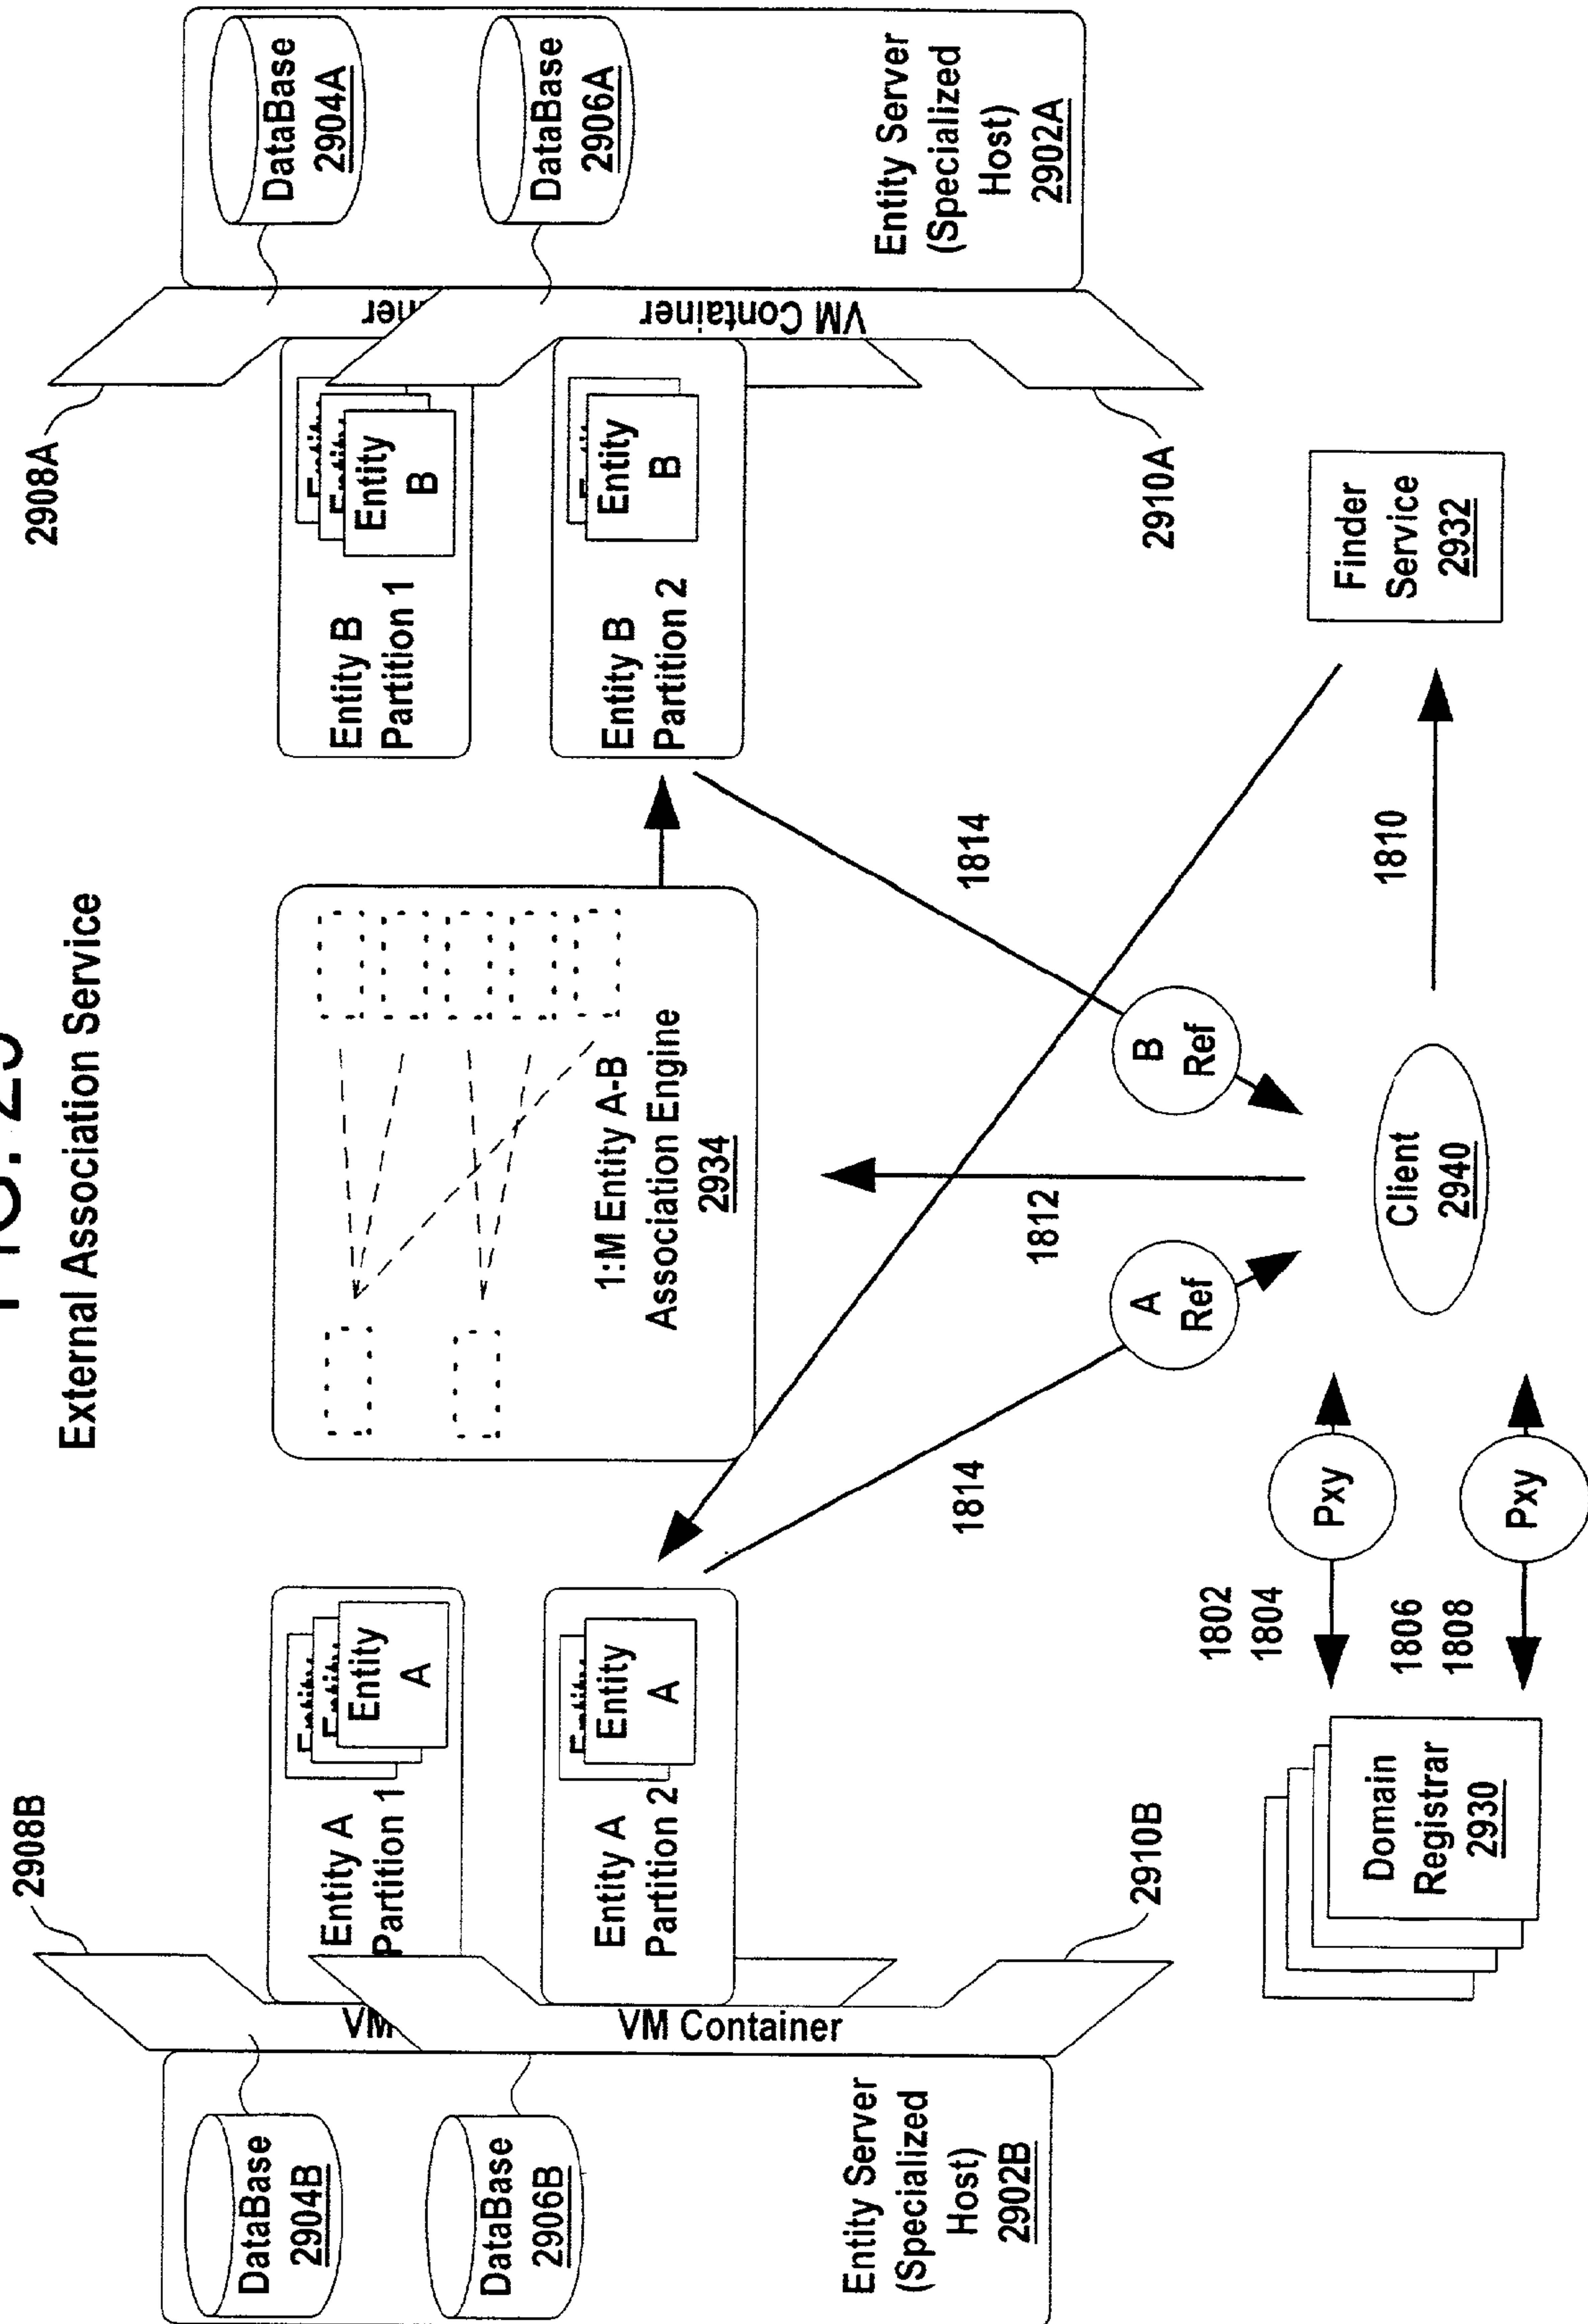 FIG. 29
External Association Service
2908B
2908A
DataBase
2904B
DataBase
2906B
Entity Server
(Specialized
Host)
2902B
VM
VM Container
2910B
Entity A
Partition 1
Entity
A
Entity A
Partition 2
Entity
A
1:M Entity A-B
Association Engine
2934
Entity B
Partition 1
Entity
B
Entity B
Partition 2
Entity
B
VM Container
2910A
DataBase
2904A
DataBase
2906A
Entity Server
(Specialized
Host)
2902A
1814
1812
1814
A
Ref
B
Ref
1802
1804
Pxy
1806
1808
Pxy
Domain
Registrar
2930
Client
2940
1810
Finder
Service
2932